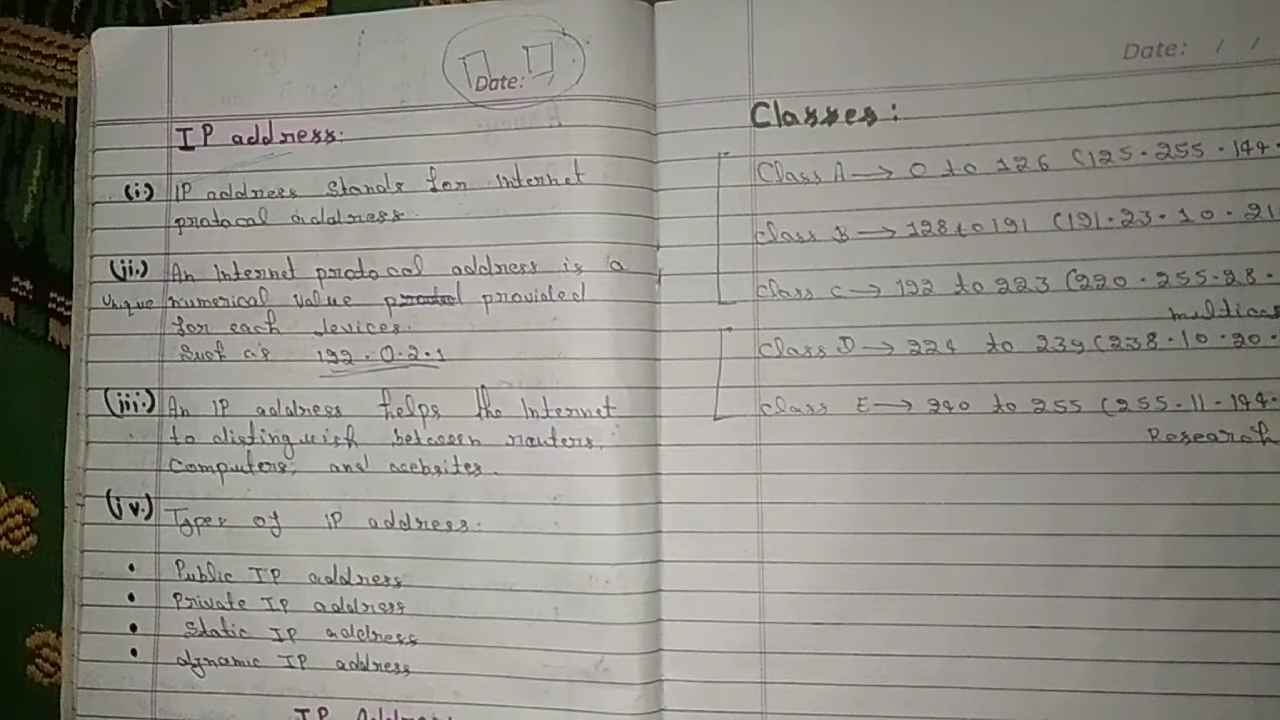 Date:
IP address:
(i.) IP address stands for internet
protocal address.
(ii.) An Internet protocal address is a
unique numerical value provided
for each devices.
Such as 192.0.2.1
(iii.) An IP address helps the Internet
to distinguish between routers,
Computers, and websites.
(iv.) Types of IP address:
• Public IP address
• Private IP address
• Static IP address
• dynamic IP address
IP Address
Date: / /
Classes:
Class A → 0 to 126 (125.255.144.
Class B → 128 to 191 (191.23.10.21
Class C → 192 to 223 (220.255.28.
Class D → 224 to 239 (238.10.20.
Class E → 240 to 255 (255.11.144.
Research